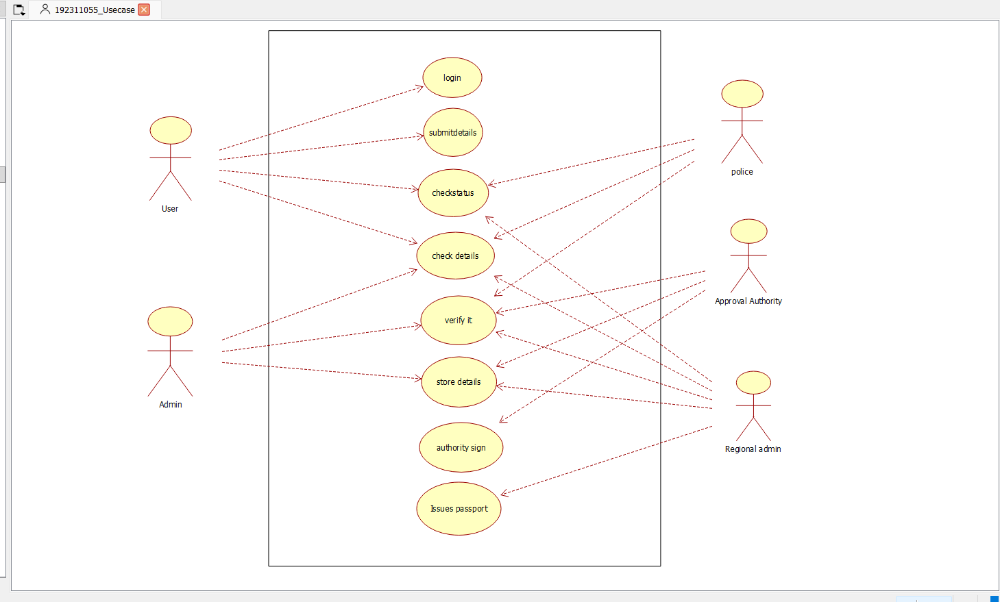 192311055_Usecase
login
submitdetails
checkstatus
check details
verify it
store details
authority sign
Issues passport
User
Admin
police
Approval Authority
Regional admin